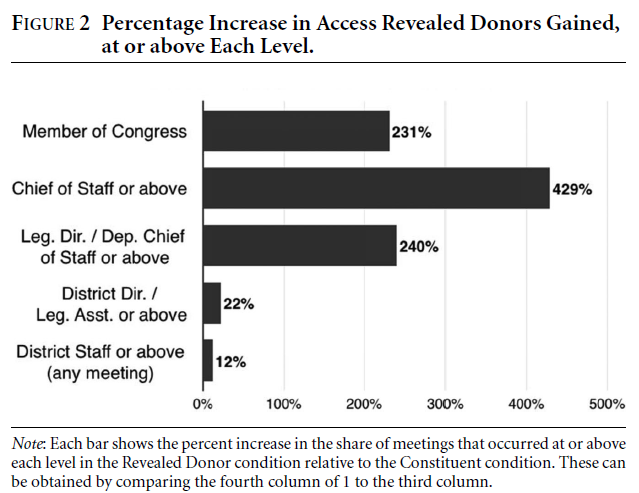 FIGURE 2 Percentage Increase in Access Revealed Donors Gained,
at or above Each Level.
Member of Congress
231%
Chief of Staff or above
429%
Leg. Dir. / Dep. Chief
of Staff or above
240%
District Dir. /
Leg. Asst. or above
22%
District Staff or above
(any meeting)
12%
0% 100% 200% 300% 400% 500%
Note: Each bar shows the percent increase in the share of meetings that occurred at or above
each level in the Revealed Donor condition relative to the Constituent condition. These can
be obtained by comparing the fourth column of 1 to the third column.